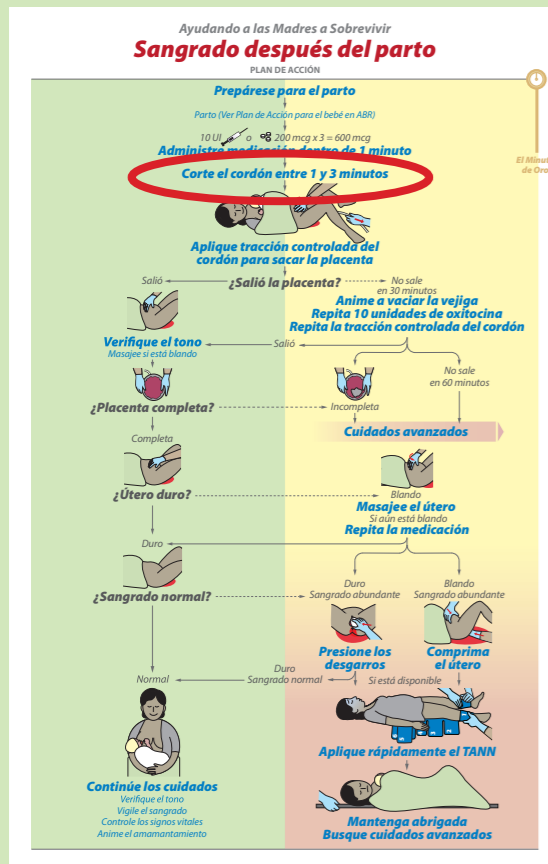 Ayudando a las Madres a Sobrevivir
Sangrado después del parto
PLAN DE ACCIÓN
Prepárese para el parto
Parto (Ver Plan de Acción para el bebé en ABR)
10 UI o 200 mcg x 3 = 600 mcg
Administre medicación dentro de 1 minuto
Corte el cordón entre 1 y 3 minutos
El Minut
de Oro
Aplique tracción controlada del
cordón para sacar la placenta
Salió
¿Salió la placenta?
No sale
en 30 minutos
Anime a vaciar la vejiga
Repita 10 unidades de oxitocina
Repita la tracción controlada del cordón
Salió
Verifique el tono
Masajee si está blando
No sale
en 60 minutos
¿Placenta completa?
Incompleta
Completa
Cuidados avanzados
¿Útero duro?
Blando
Masajee el útero
Si aún está blando
Repita la medicación
Duro
¿Sangrado normal?
Duro
Sangrado abundante
Blando
Sangrado abundante
Presione los
desgarros
Comprima
el útero
Duro
Sangrado normal
Si está disponible
Normal
Aplique rápidamente el TANN
Continúe los cuidados
Verifique el tono
Vigile el sangrado
Controle los signos vitales
Anime el amamantamiento
Mantenga abrigada
Busque cuidados avanzados